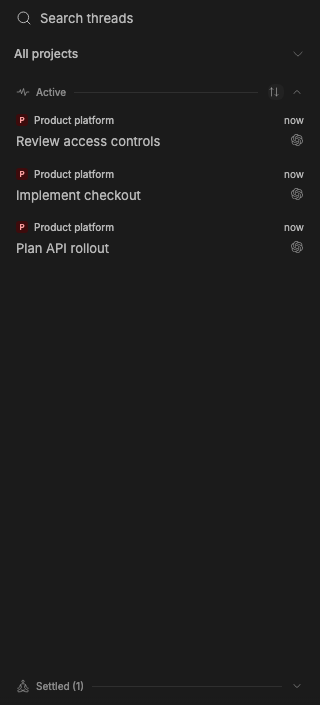 Search threads
All projects
Active
P Product platform now
Review access controls
P Product platform now
Implement checkout
P Product platform now
Plan API rollout
Settled (1)